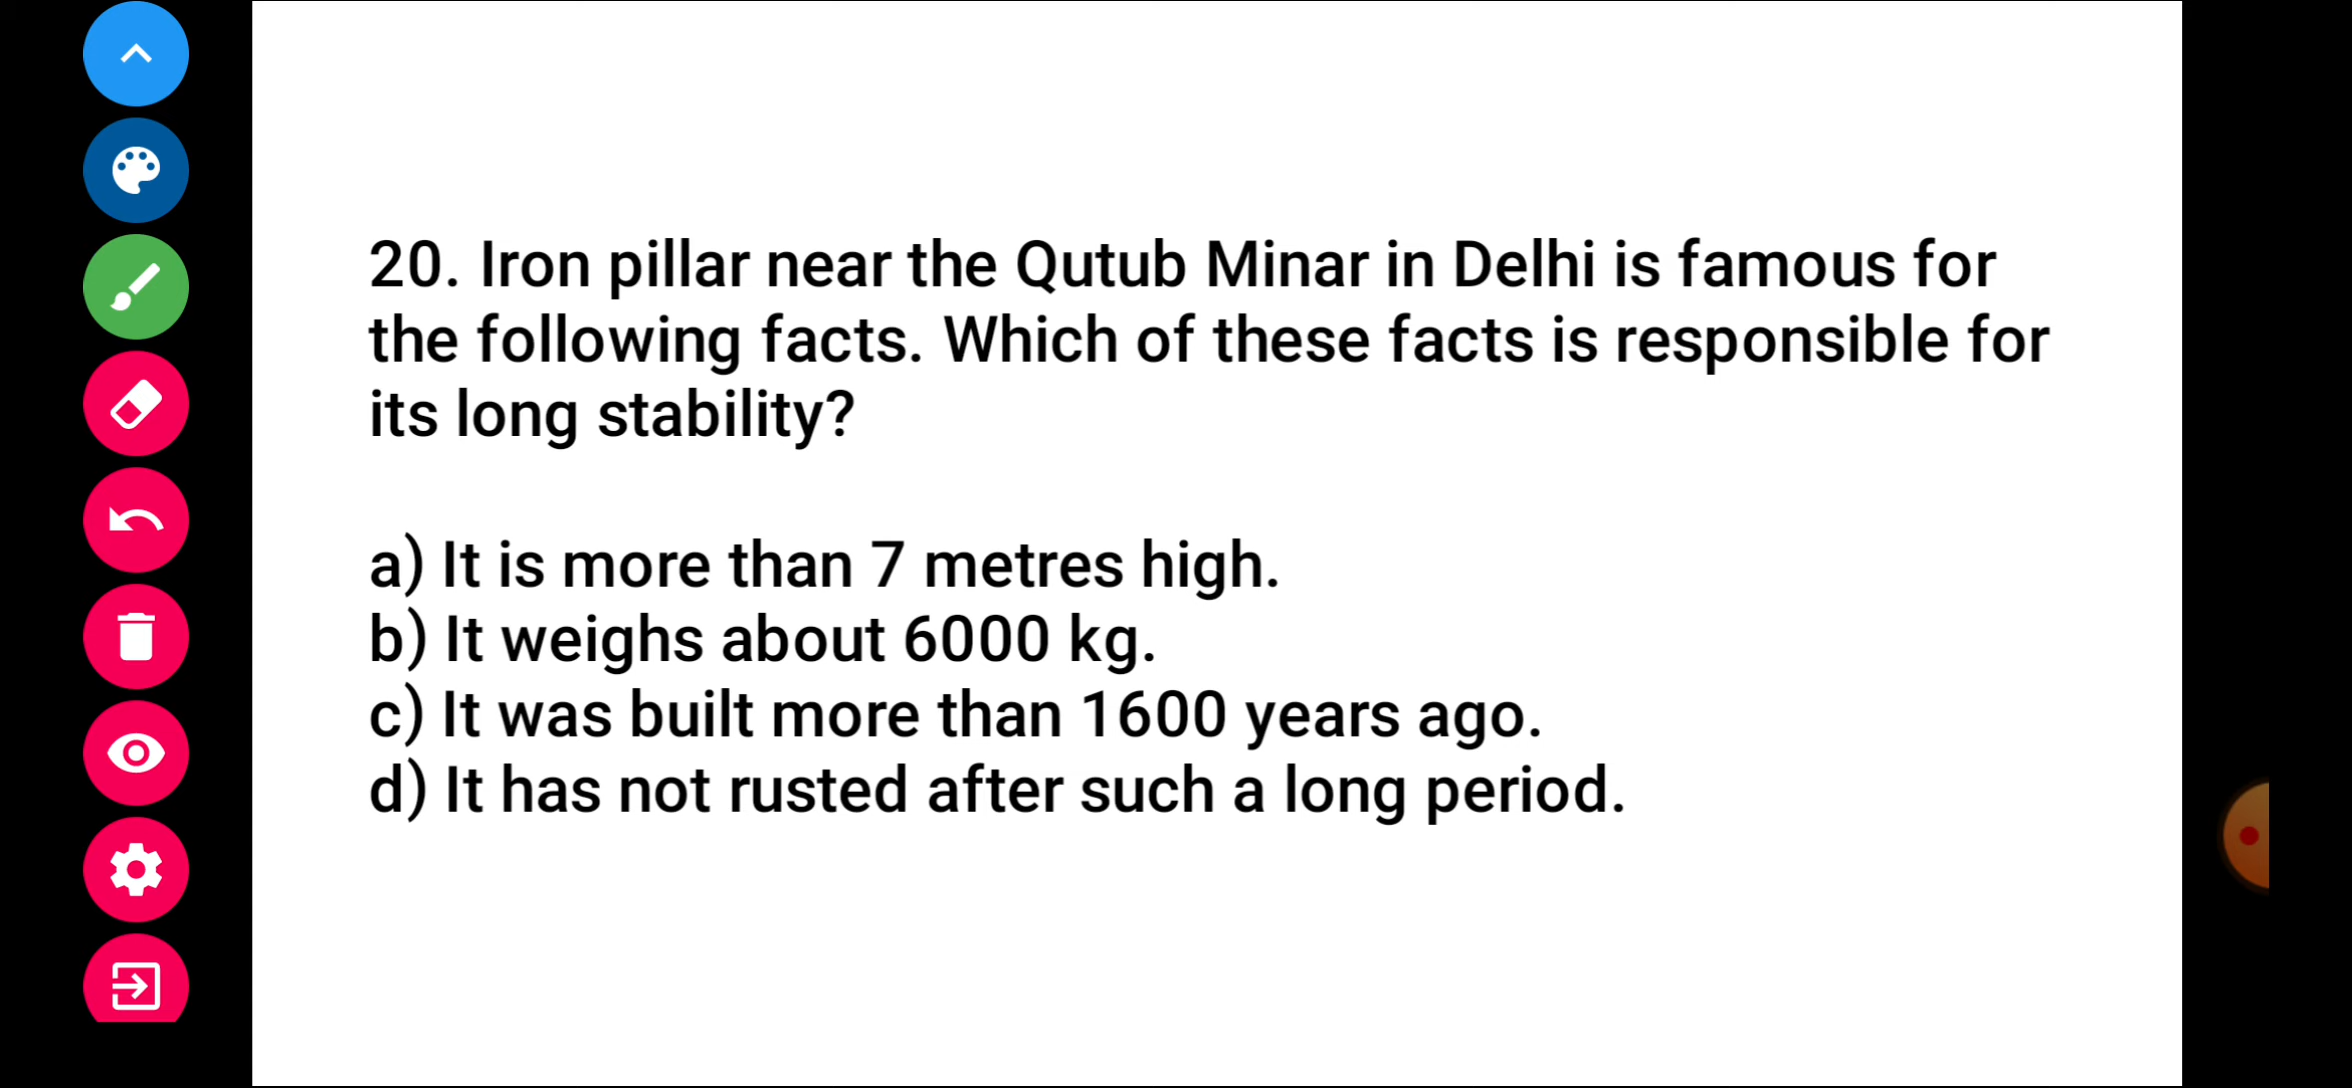 20. Iron pillar near the Qutub Minar in Delhi is famous for
the following facts. Which of these facts is responsible for
its long stability?
a) It is more than 7 metres high.
b) It weighs about 6000 kg.
c) It was built more than 1600 years ago.
d) It has not rusted after such a long period.